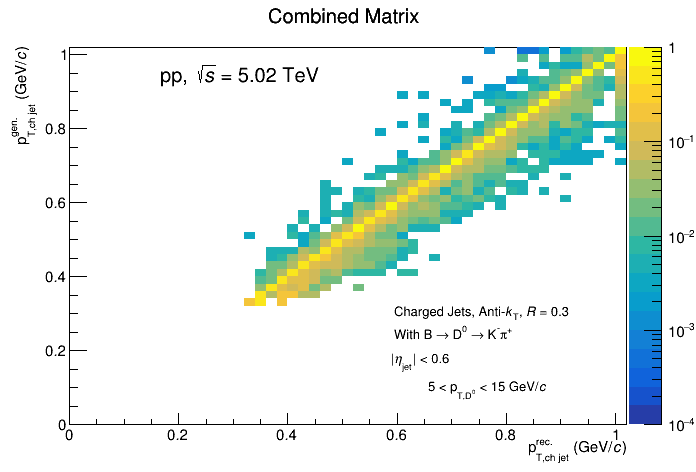 Combined Matrix
pp, √s = 5.02 TeV
p^gen._T,ch jet (GeV/c)
1
0.8
0.6
0.4
0.2
0
Charged Jets, Anti-k_T, R = 0.3
With B → D^0 → K^-π^+
|η_jet| < 0.6
5 < p_T,D^0 < 15 GeV/c
0 0.2 0.4 0.6 0.8 1
p^rec._T,ch jet (GeV/c)
1
10^-1
10^-2
10^-3
10^-4